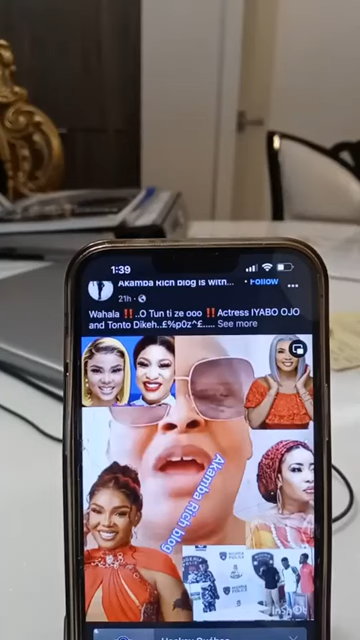 1:39
Akamba Rich blog is with... · Follow
21h ·
Wahala ‼️..O Tun ti ze ooo ‼️Actress IYABO OJO
and Tonto Dikeh..£%p0z^£..... See more
Akamba Rich blog
InShOt